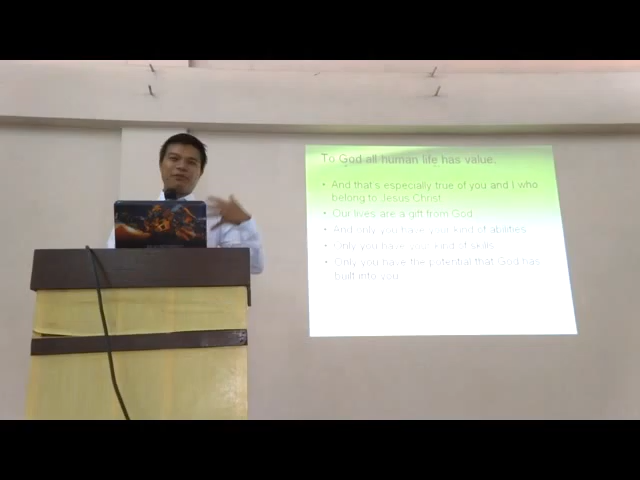 To God all human life has value.
• And that's especially true of you and I who
belong to Jesus Christ.
• Our lives are a gift from God.
• And only you have your kind of abilities.
• Only you have your kind of skills.
• Only you have the potential that God has
built into you.